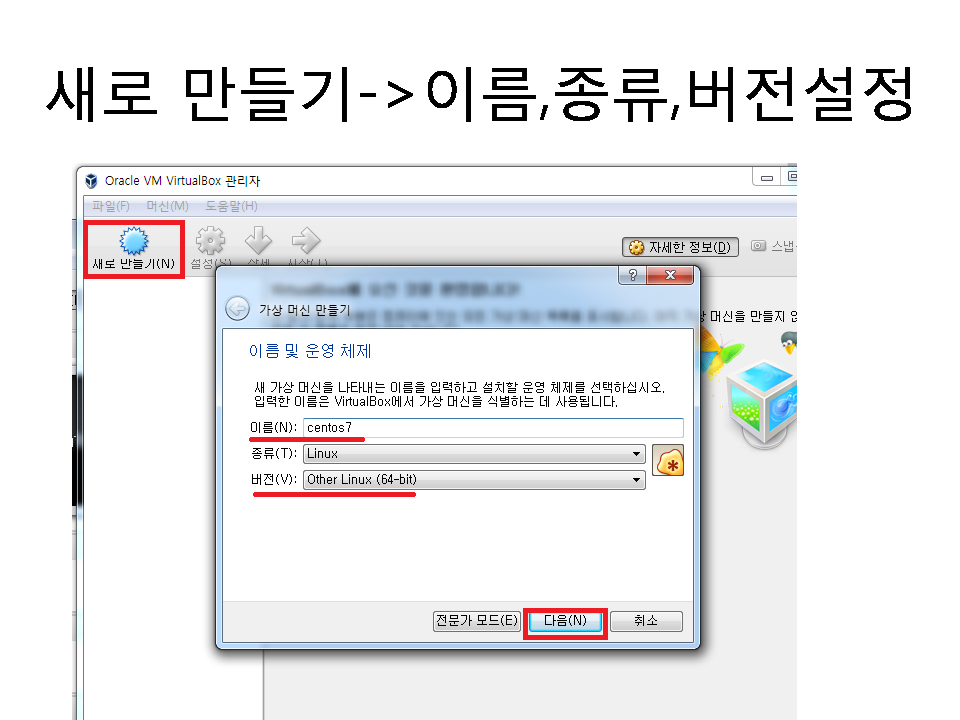 새로 만들기->이름,종류,버전설정
Oracle VM VirtualBox 관리자
파일(F) 머신(M) 도움말(H)
새로 만들기(N) 설정(S) 삭제 시작(T)
자세한 정보(D) 스냅
가상 머신 만들기
머신을 만들지
이름 및 운영 체제
새 가상 머신을 나타내는 이름을 입력하고 설치할 운영 체제를 선택하십시오.
입력한 이름은 VirtualBox에서 가상 머신을 식별하는 데 사용됩니다.
이름(N): centos7
종류(T): Linux
버전(V): Other Linux (64-bit)
전문가 모드(E) 다음(N) 취소